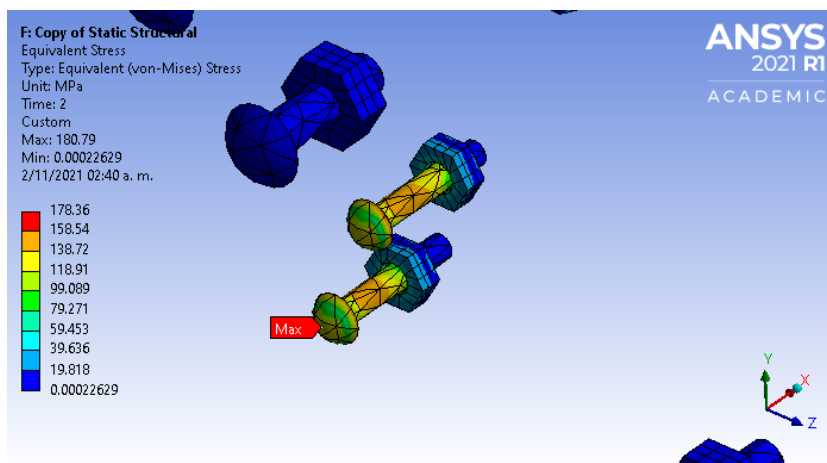 F: Copy of Static Structural
Equivalent Stress
Type: Equivalent (von-Mises) Stress
Unit: MPa
Time: 2
Custom
Max: 180.79
Min: 0.00022629
2/11/2021 02:40 a. m.
178.36
158.54
138.72
118.91
99.089
79.271
59.453
39.636
19.818
0.00022629
ANSYS
2021 R1
ACADEMIC
Max
Y
X
Z